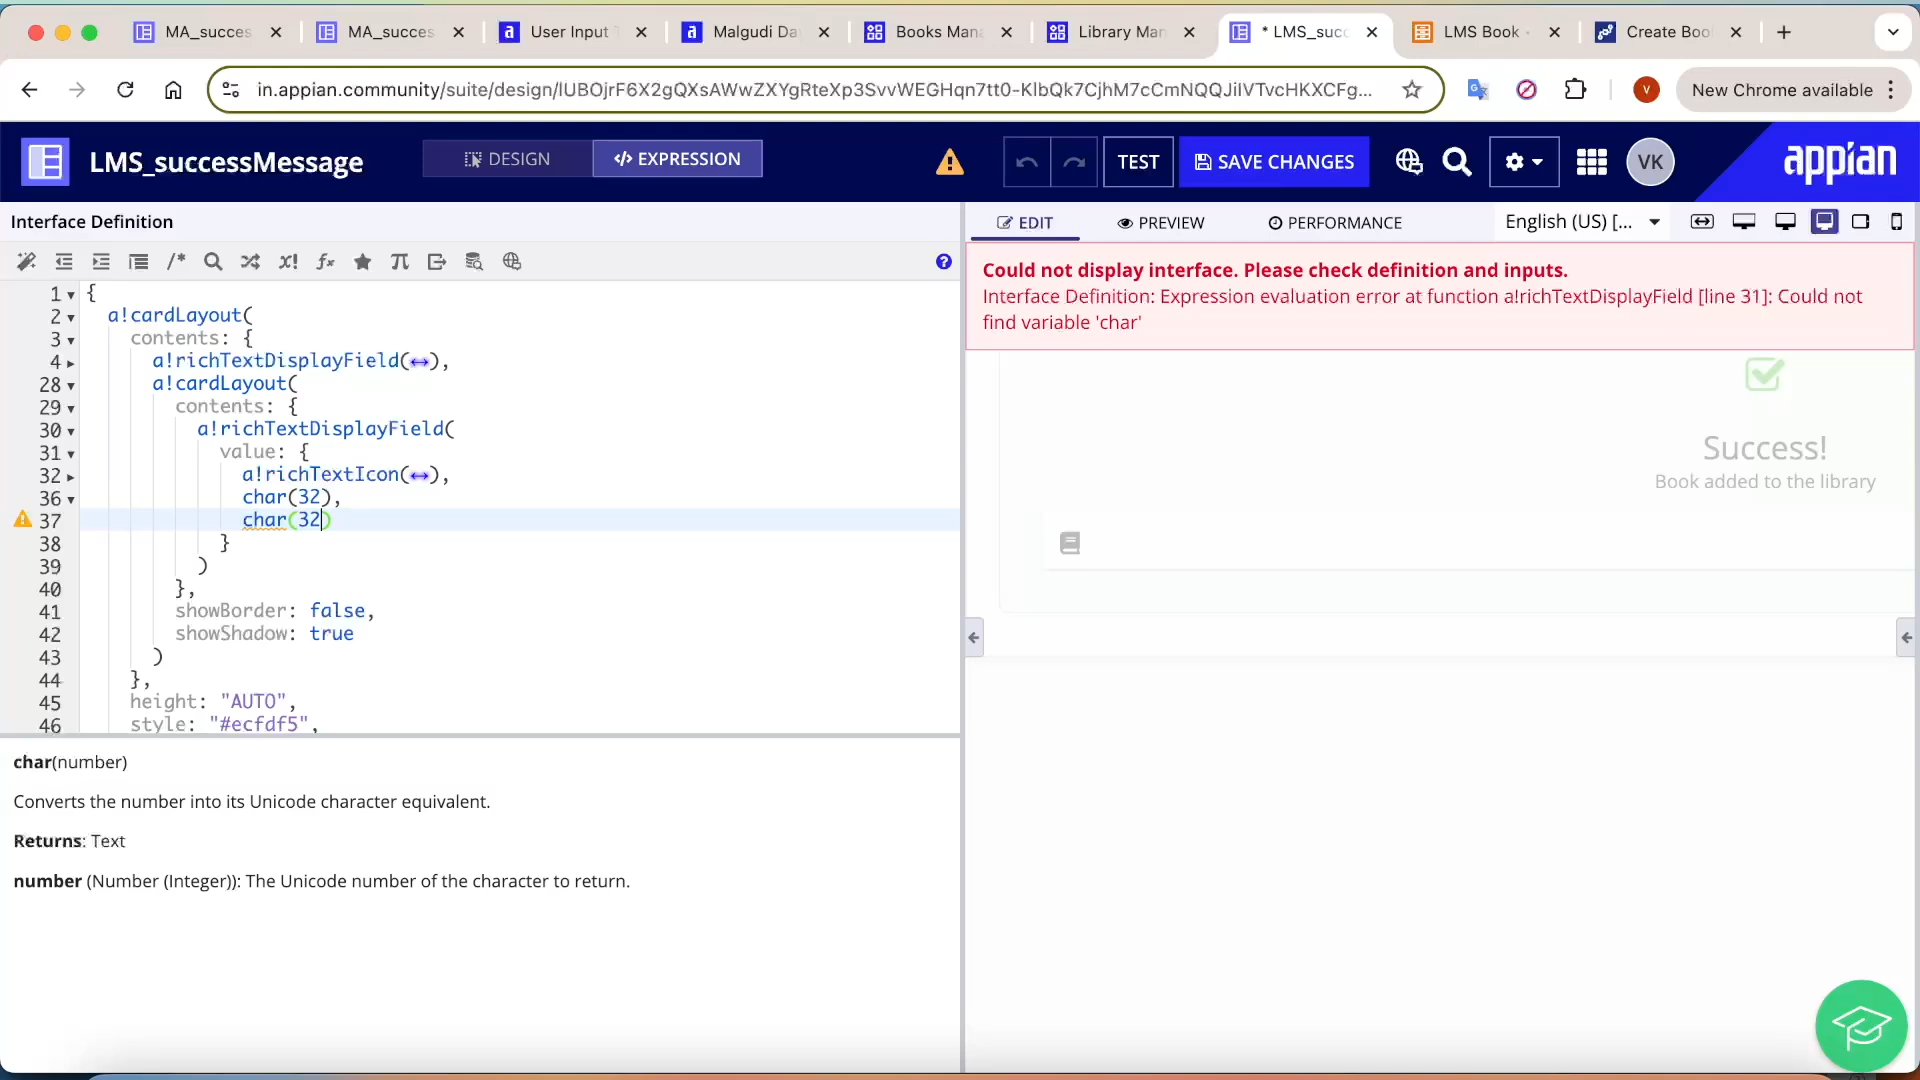 MA_succes
MA_succes
User Input T
Malgudi Da
Books Mana
Library Man
* LMS_succ
LMS Book -
Create Boo
in.appian.community/suite/design/lUBOjrF6X2gQXsAWwZXYgRteXp3SvvWEGHqn7tt0-KlbQk7CjhM7cCmNQQJilVTvcHKXCFg...
V
New Chrome available
LMS_successMessage
DESIGN
</> EXPRESSION
TEST
SAVE CHANGES
VK
appian
Interface Definition
EDIT
PREVIEW
PERFORMANCE
English (US) [...
Could not display interface. Please check definition and inputs.
Interface Definition: Expression evaluation error at function a!richTextDisplayField [line 31]: Could not
find variable 'char'
1 {
2 a!cardLayout(
3 contents: {
4 a!richTextDisplayField(↔),
28 a!cardLayout(
29 contents: {
30 a!richTextDisplayField(
31 value: {
32 a!richTextIcon(↔),
36 char(32),
37 char(32)
38 }
39 )
40 },
41 showBorder: false,
42 showShadow: true
43 )
44 },
45 height: "AUTO",
46 style: "#ecfdf5",
Success!
Book added to the library
char(number)
Converts the number into its Unicode character equivalent.
Returns: Text
number (Number (Integer)): The Unicode number of the character to return.